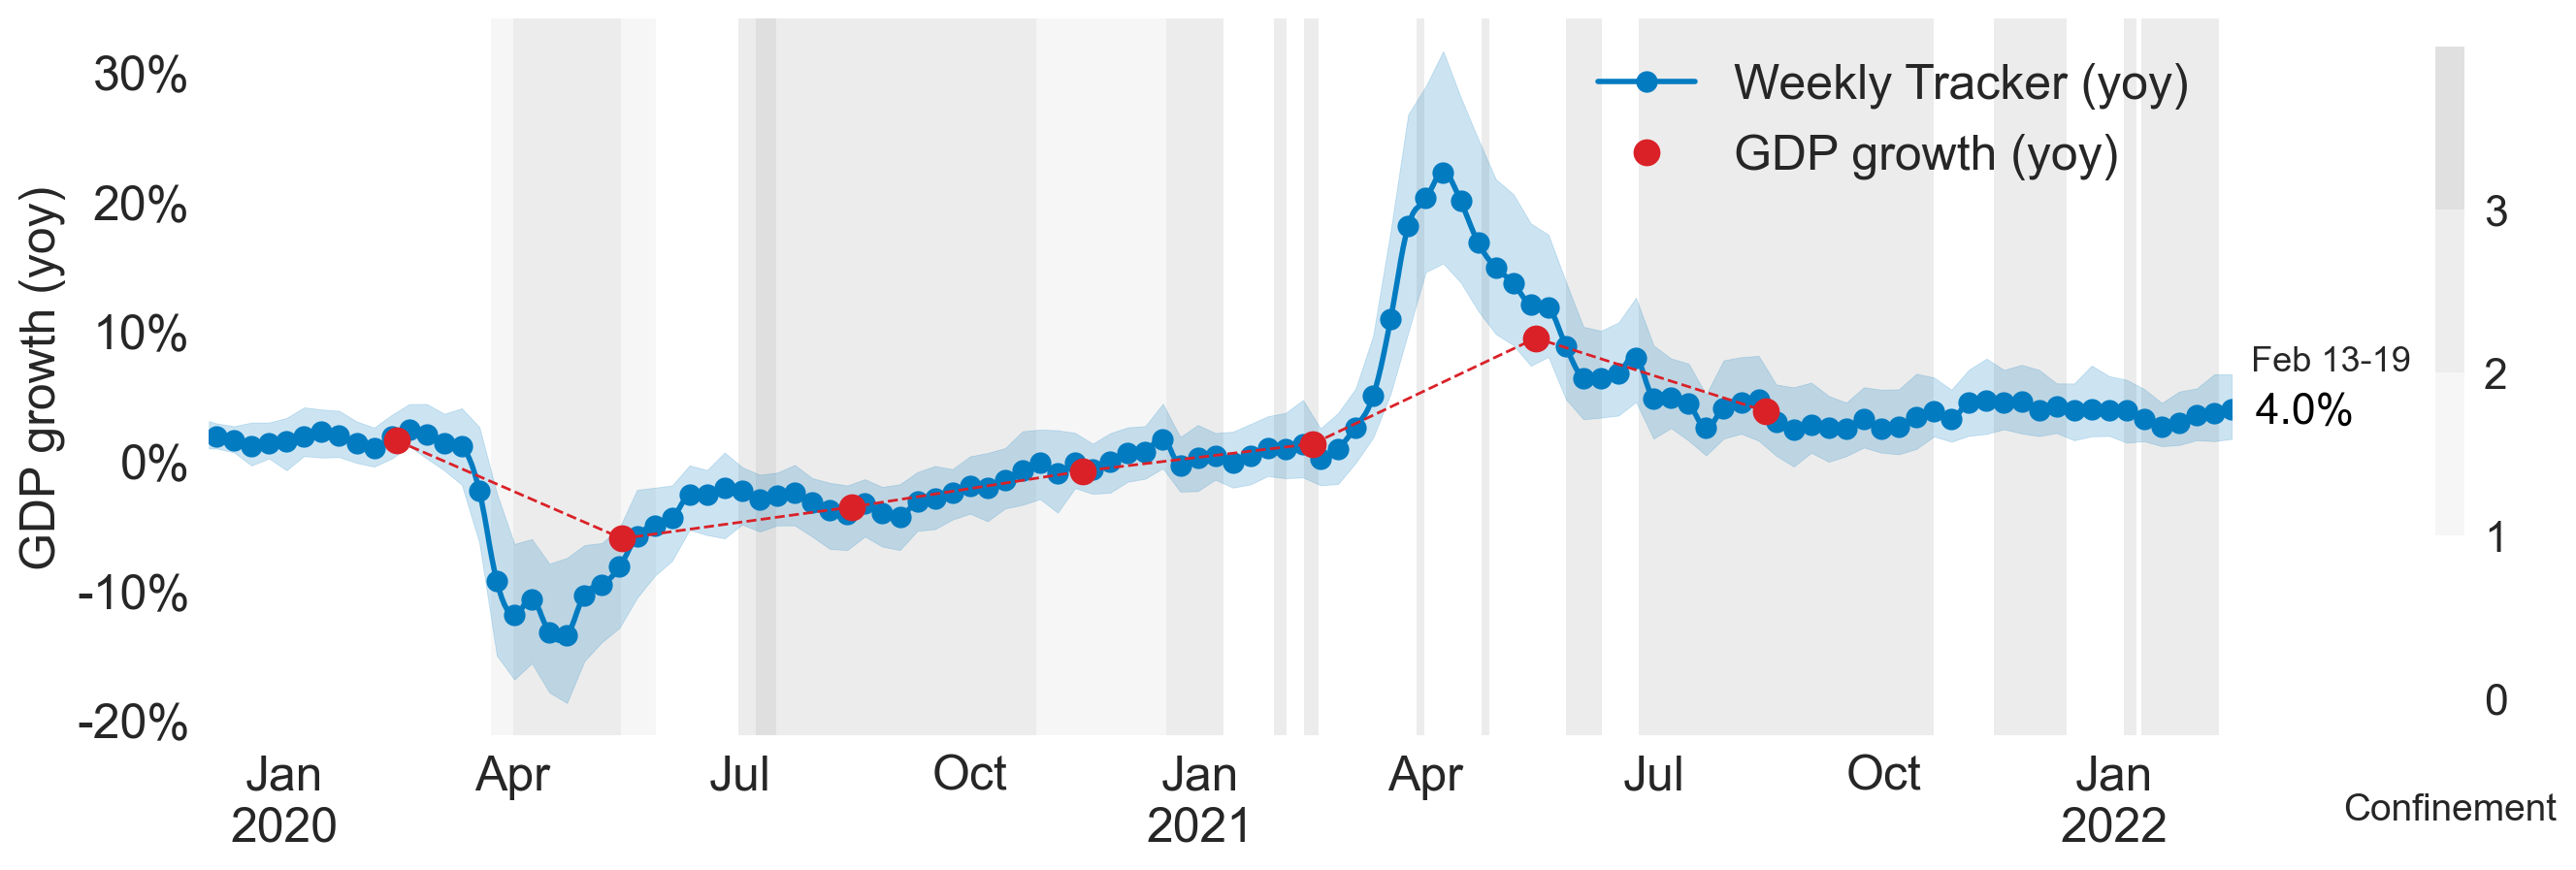 GDP growth (yoy)
30%
20%
10%
0%
-10%
-20%
Weekly Tracker (yoy)
GDP growth (yoy)
Feb 13-19
4.0%
3
2
1
0
Confinement
Jan Apr Jul Oct Jan Apr Jul Oct Jan
2020 2021 2022